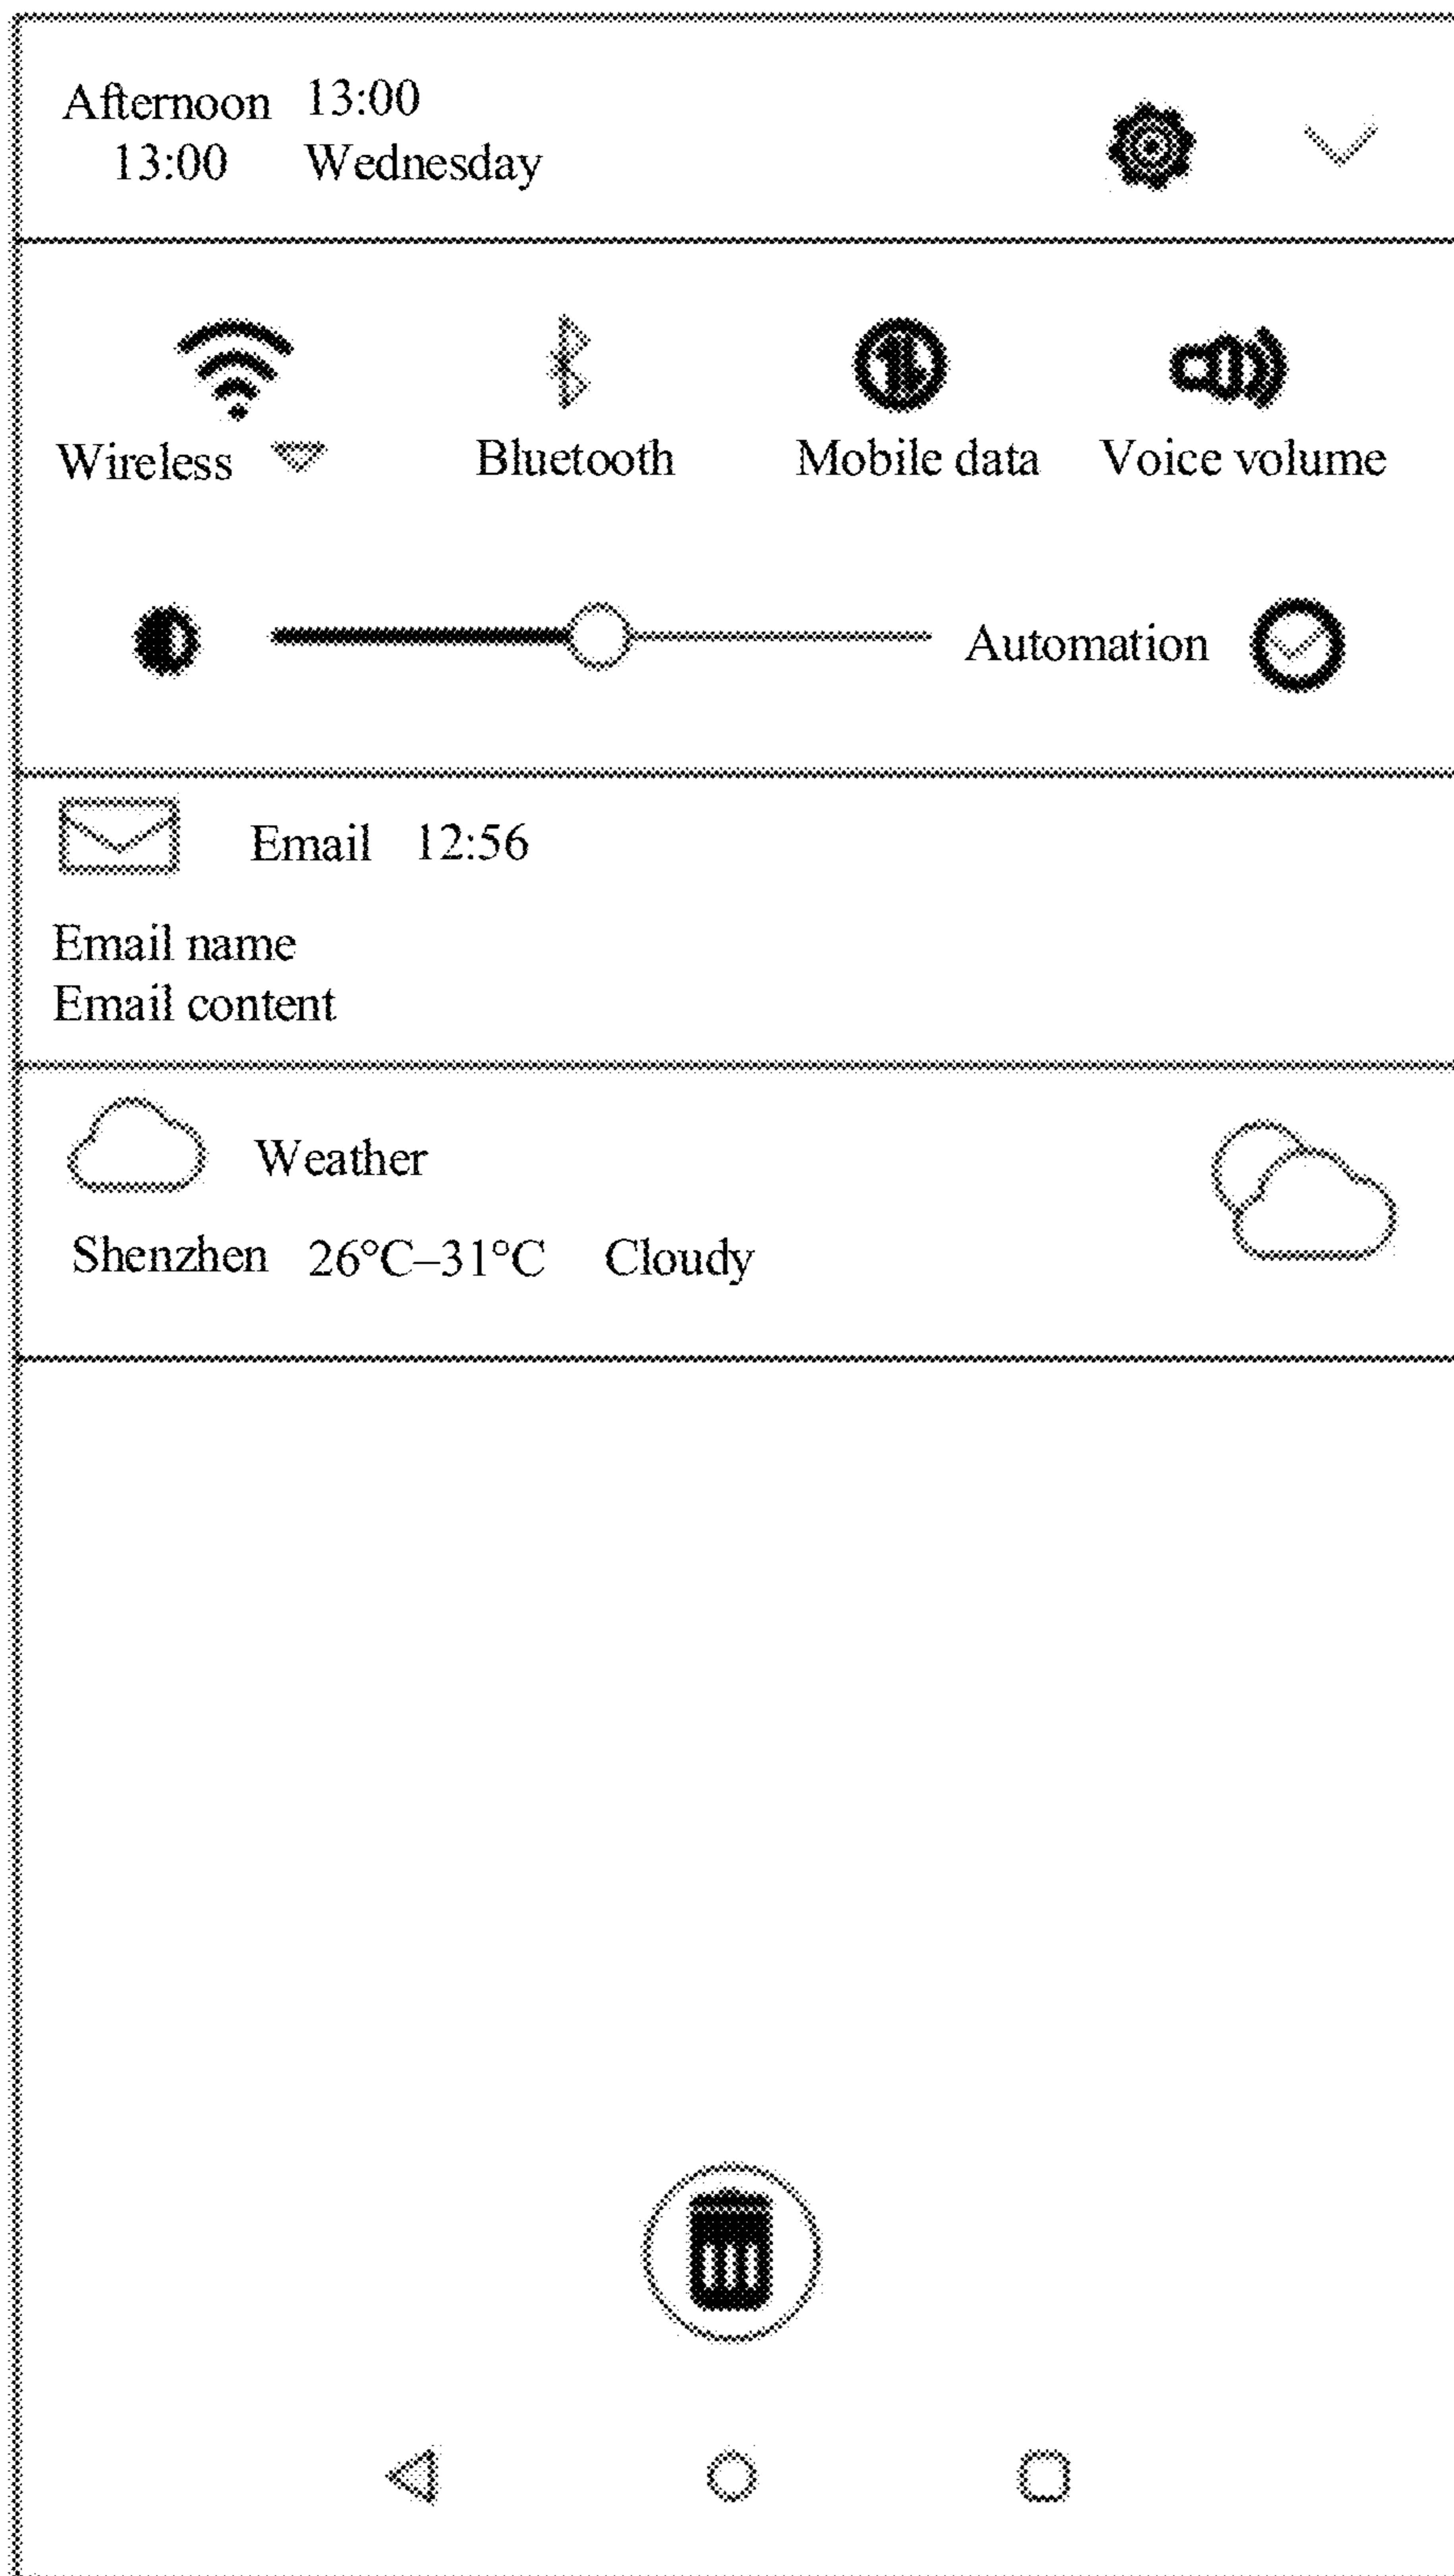 Afternoon 13:00
13:00 Wednesday
Wireless Bluetooth Mobile data Voice volume
Automation
Email 12:56
Email name
Email content
Weather
Shenzhen 26°C–31°C Cloudy